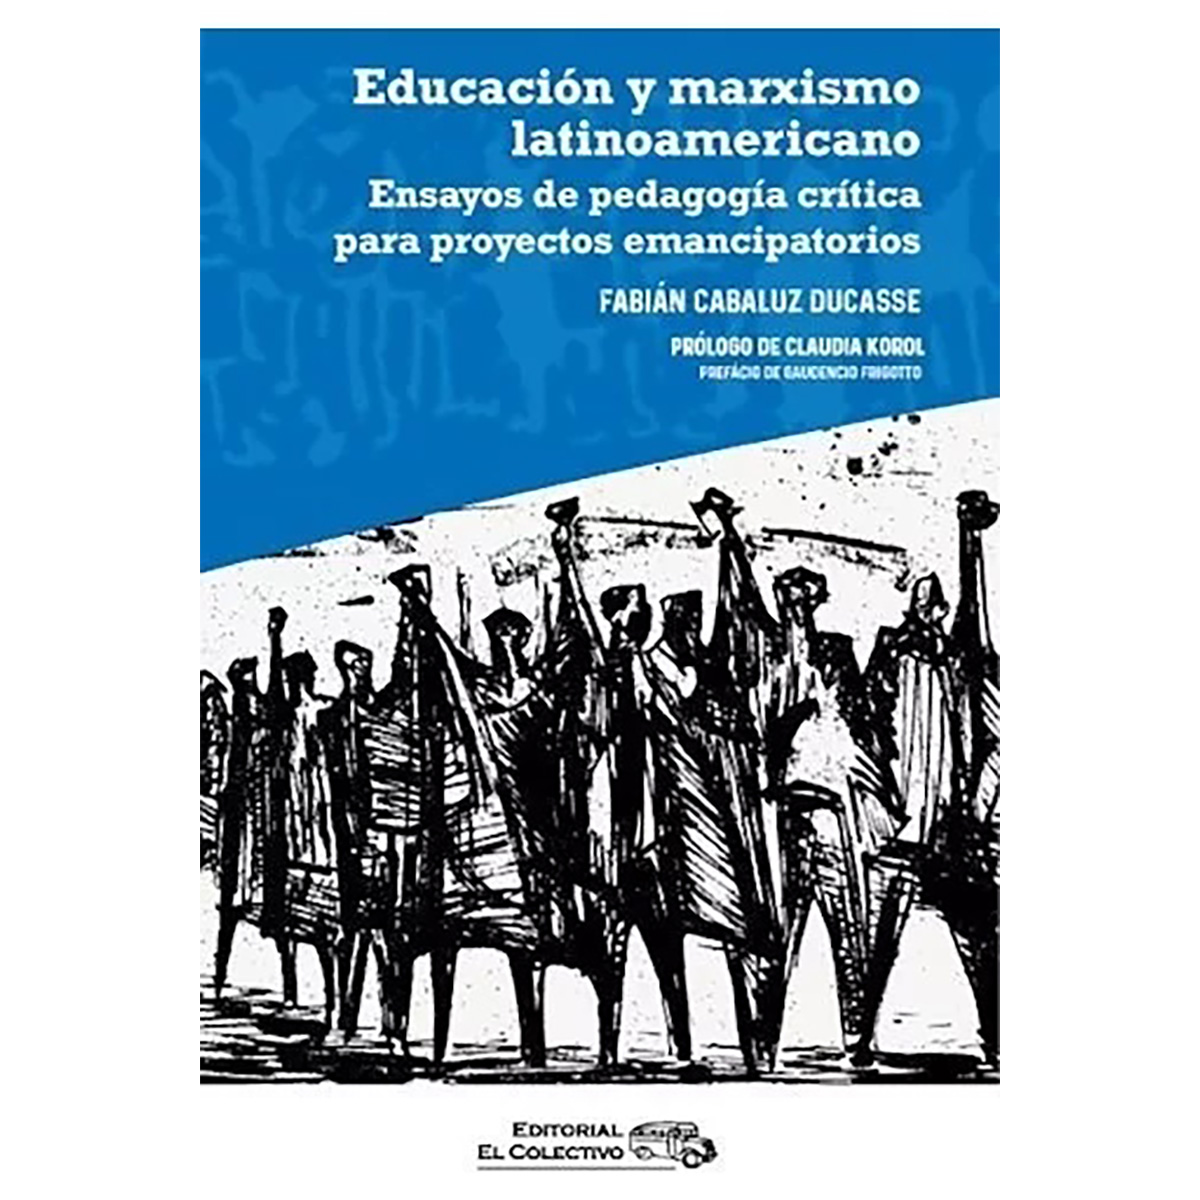 Educación y marxismo
latinoamericano
Ensayos de pedagogía crítica
para proyectos emancipatorios
FABIÁN CABALUZ DUCASSE
PRÓLOGO DE CLAUDIA KOROL
PREFÁCIO DE GAUDENCIO FRIGOTTO
EDITORIAL
EL COLECTIVO